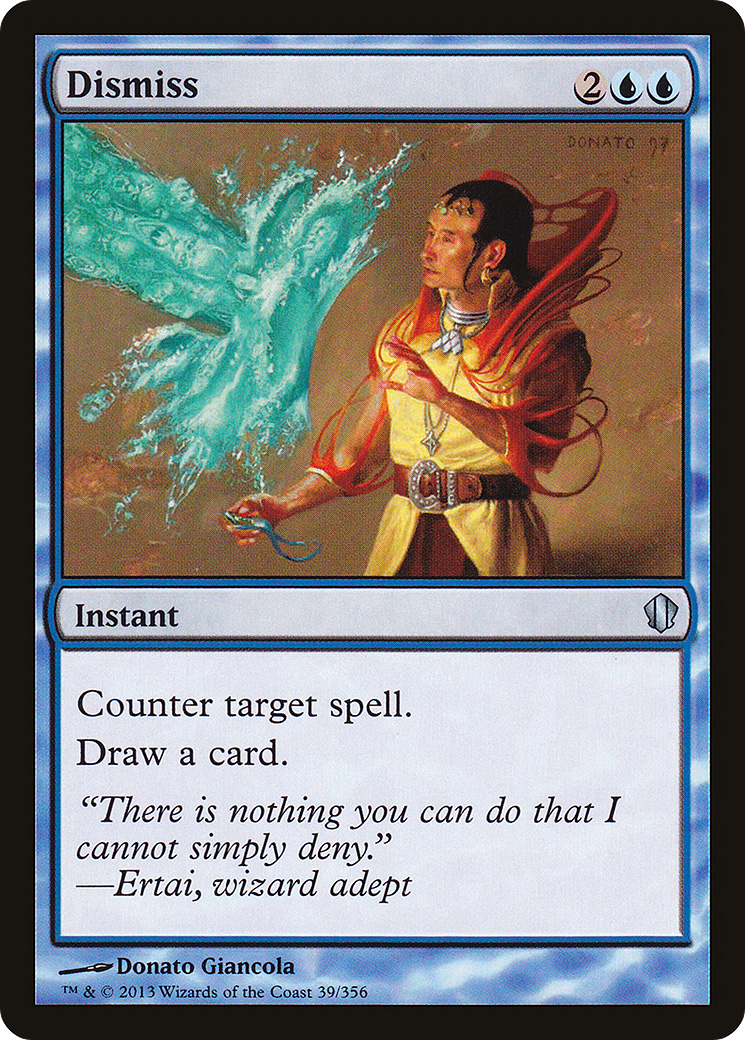 Dismiss
2
DONATO 97
Instant
Counter target spell.
Draw a card.
“There is nothing you can do that I
cannot simply deny.”
—Ertai, wizard adept
Donato Giancola
™ & © 2013 Wizards of the Coast 39/356